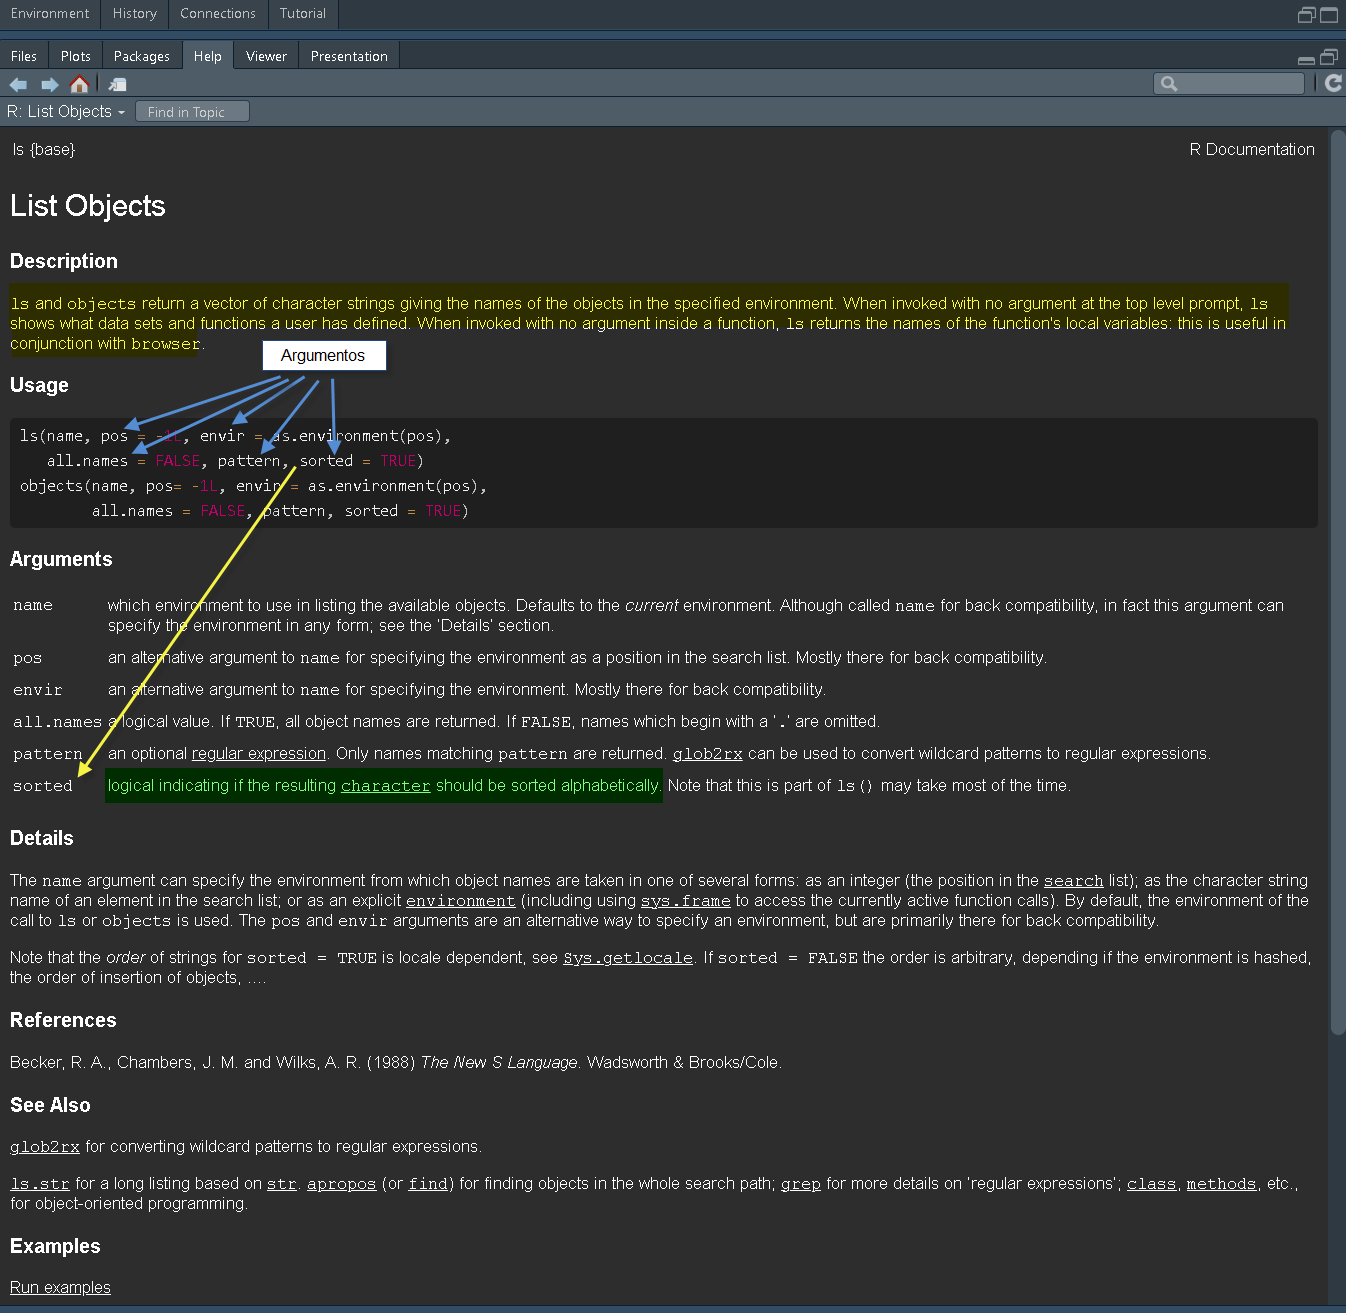 Environment History Connections Tutorial
Files Plots Packages Help Viewer Presentation
R: List Objects Find in Topic
ls {base} R Documentation
List Objects
Description
ls and objects return a vector of character strings giving the names of the objects in the specified environment. When invoked with no argument at the top level prompt, ls
shows what data sets and functions a user has defined. When invoked with no argument inside a function, ls returns the names of the function's local variables: this is useful in
conjunction with browser.
Argumentos
Usage
ls(name, pos = -1L, envir = as.environment(pos),
all.names = FALSE, pattern, sorted = TRUE)
objects(name, pos= -1L, envir = as.environment(pos),
all.names = FALSE, pattern, sorted = TRUE)
Arguments
name which environment to use in listing the available objects. Defaults to the current environment. Although called name for back compatibility, in fact this argument can
specify the environment in any form; see the ‘Details’ section.
pos an alternative argument to name for specifying the environment as a position in the search list. Mostly there for back compatibility.
envir an alternative argument to name for specifying the environment. Mostly there for back compatibility.
all.names a logical value. If TRUE, all object names are returned. If FALSE, names which begin with a ‘.’ are omitted.
pattern an optional regular expression. Only names matching pattern are returned. glob2rx can be used to convert wildcard patterns to regular expressions.
sorted logical indicating if the resulting character should be sorted alphabetically. Note that this is part of ls() may take most of the time.
Details
The name argument can specify the environment from which object names are taken in one of several forms: as an integer (the position in the search list); as the character string
name of an element in the search list; or as an explicit environment (including using sys.frame to access the currently active function calls). By default, the environment of the
call to ls or objects is used. The pos and envir arguments are an alternative way to specify an environment, but are primarily there for back compatibility.
Note that the order of strings for sorted = TRUE is locale dependent, see Sys.getlocale. If sorted = FALSE the order is arbitrary, depending if the environment is hashed,
the order of insertion of objects, ….
References
Becker, R. A., Chambers, J. M. and Wilks, A. R. (1988) The New S Language. Wadsworth & Brooks/Cole.
See Also
glob2rx for converting wildcard patterns to regular expressions.
ls.str for a long listing based on str. apropos (or find) for finding objects in the whole search path; grep for more details on ‘regular expressions’; class, methods, etc.,
for object-oriented programming.
Examples
Run examples